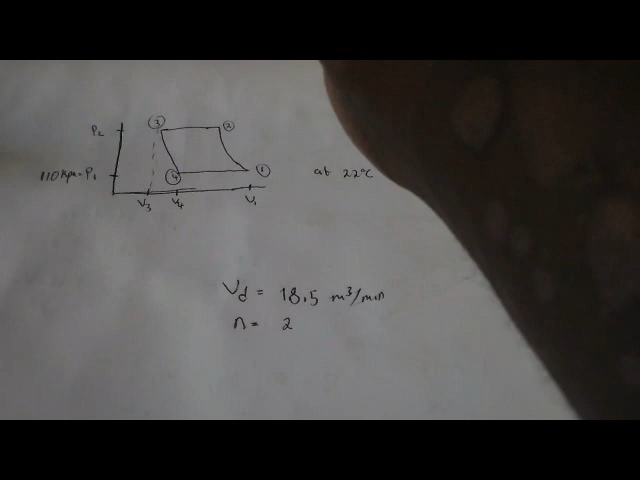 P₂ ③ ②
110kpa = P₁ ④ ① at 22°C
V₃ V₄ V₁
Vd = 18.5 m³/min
n = 2